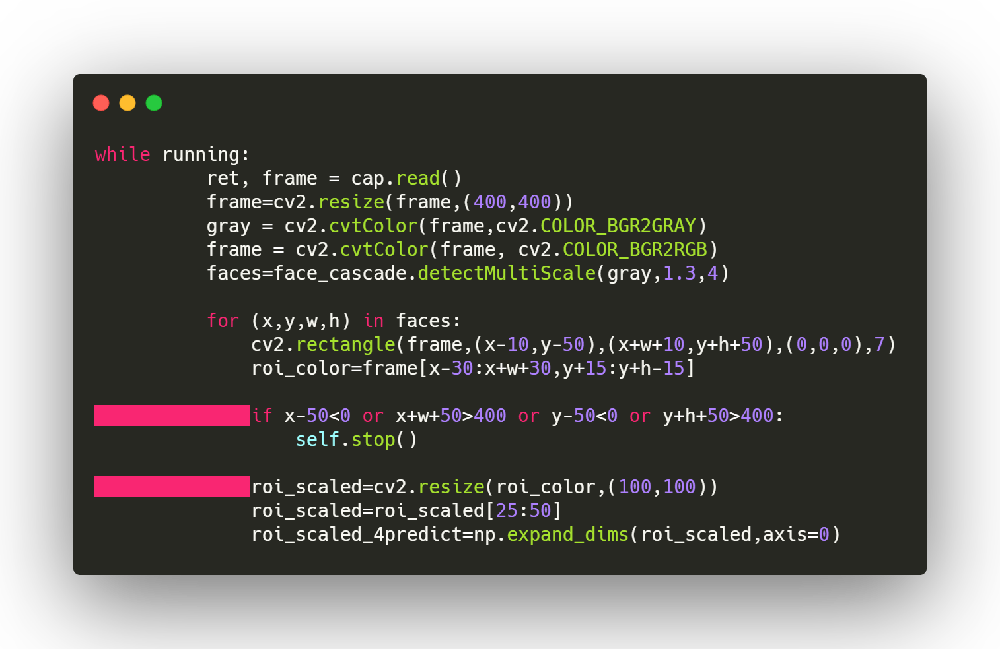 while running:
ret, frame = cap.read()
frame=cv2.resize(frame,(400,400))
gray = cv2.cvtColor(frame,cv2.COLOR_BGR2GRAY)
frame = cv2.cvtColor(frame, cv2.COLOR_BGR2RGB)
faces=face_cascade.detectMultiScale(gray,1.3,4)
for (x,y,w,h) in faces:
cv2.rectangle(frame,(x-10,y-50),(x+w+10,y+h+50),(0,0,0),7)
roi_color=frame[x-30:x+w+30,y+15:y+h-15]
if x-50<0 or x+w+50>400 or y-50<0 or y+h+50>400:
self.stop()
roi_scaled=cv2.resize(roi_color,(100,100))
roi_scaled=roi_scaled[25:50]
roi_scaled_4predict=np.expand_dims(roi_scaled,axis=0)